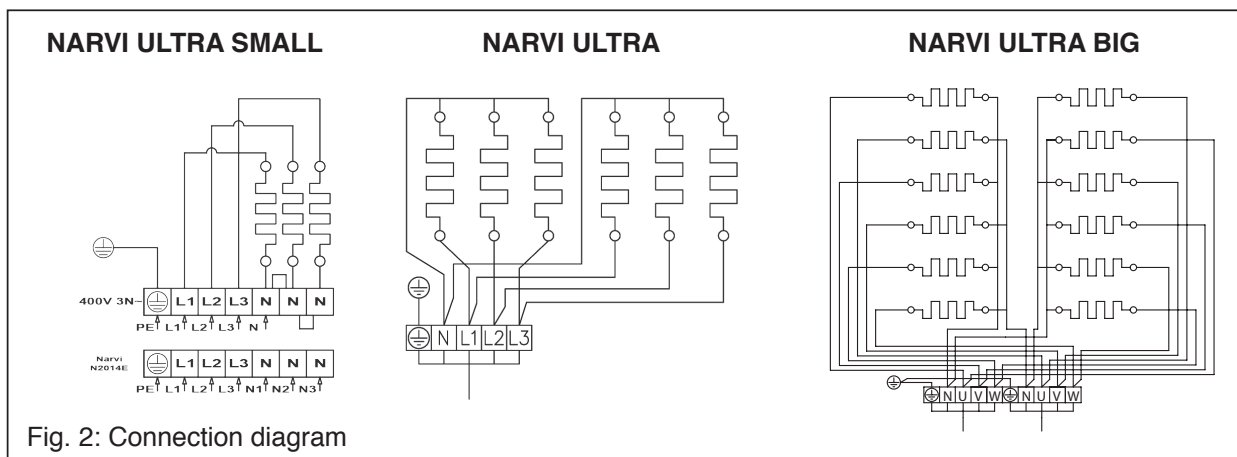 NARVI ULTRA SMALL
NARVI ULTRA
NARVI ULTRA BIG
400V 3N~ L1 L2 L3 N N N
PE L1 L2 L3 N
Narvi
N2014E
L1 L2 L3 N N N
PE L1 L2 L3 N1 N2 N3
N L1 L2 L3
N U V W N U V W
Fig. 2: Connection diagram